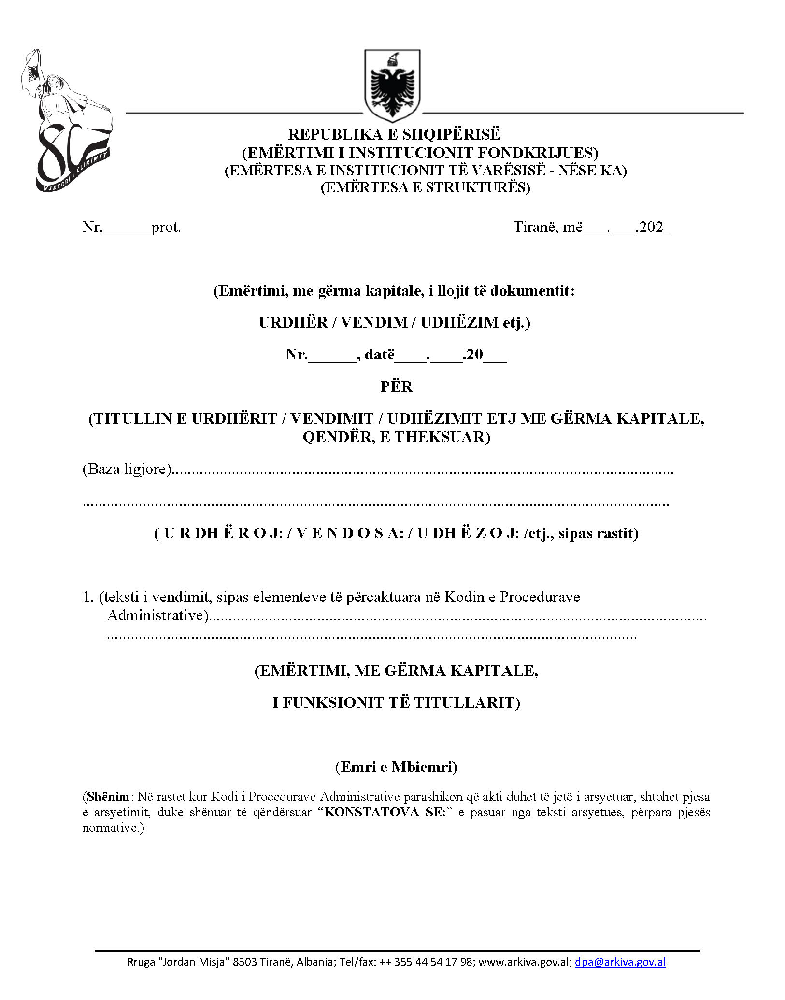 80
VJETORI I ÇLIRIMIT
REPUBLIKA E SHQIPËRISË
(EMËRTIMI I INSTITUCIONIT FONDKRIJUES)
(EMËRTESA E INSTITUCIONIT TË VARËSISË - NËSE KA)
(EMËRTESA E STRUKTURËS)
Nr.______prot. Tiranë, më___.___.202_
(Emërtimi, me gërma kapitale, i llojit të dokumentit:
URDHËR / VENDIM / UDHËZIM etj.)
Nr.______, datë____.____.20___
PËR
(TITULLIN E URDHËRIT / VENDIMIT / UDHËZIMIT ETJ ME GËRMA KAPITALE,
QENDËR, E THEKSUAR)
(Baza ligjore).............................................................................................................................
..................................................................................................................................................
( U R DH Ë R O J: / V E N D O S A: / U DH Ë Z O J: /etj., sipas rastit)
1. (teksti i vendimit, sipas elementeve të përcaktuara në Kodin e Procedurave
Administrative)............................................................................................................................
....................................................................................................................................
(EMËRTIMI, ME GËRMA KAPITALE,
I FUNKSIONIT TË TITULLARIT)
(Emri e Mbiemri)
(Shënim: Në rastet kur Kodi i Procedurave Administrative parashikon që akti duhet të jetë i arsyetuar, shtohet pjesa
e arsyetimit, duke shënuar të qëndërsuar “KONSTATOVA SE:” e pasuar nga teksti arsyetues, përpara pjesës
normative.)
Rruga "Jordan Misja" 8303 Tiranë, Albania; Tel/fax: ++ 355 44 54 17 98; www.arkiva.gov.al; dpa@arkiva.gov.al